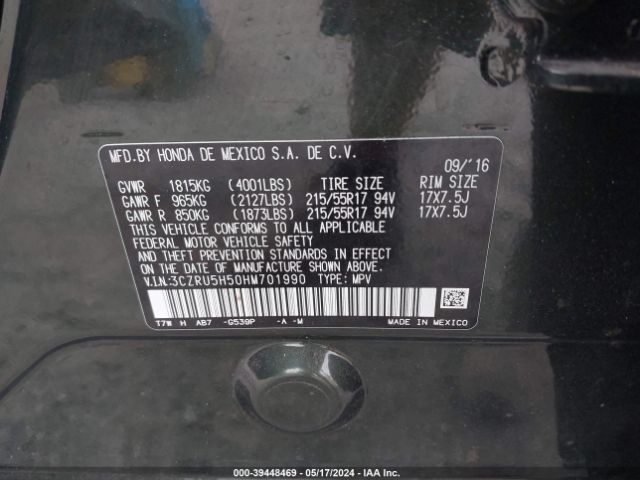 MFD.BY HONDA DE MEXICO S.A. DE C.V.
09/'16
GVWR 1815KG (4001LBS) TIRE SIZE RIM SIZE
GAWR F 965KG (2127LBS) 215/55R17 94V 17X7.5J
GAWR R 850KG (1873LBS) 215/55R17 94V 17X7.5J
THIS VEHICLE CONFORMS TO ALL APPLICABLE
FEDERAL MOTOR VEHICLE SAFETY
AND THEFT PREVENTION STANDARDS IN EFFECT
ON THE DATE OF MANUFACTURE SHOWN ABOVE.
V.I.N.:3CZRU5H50HM701990 TYPE: MPV
T7W H AB7 -G539P -A -M
MADE IN MEXICO
000-39448469 - 05/17/2024 - IAA Inc.